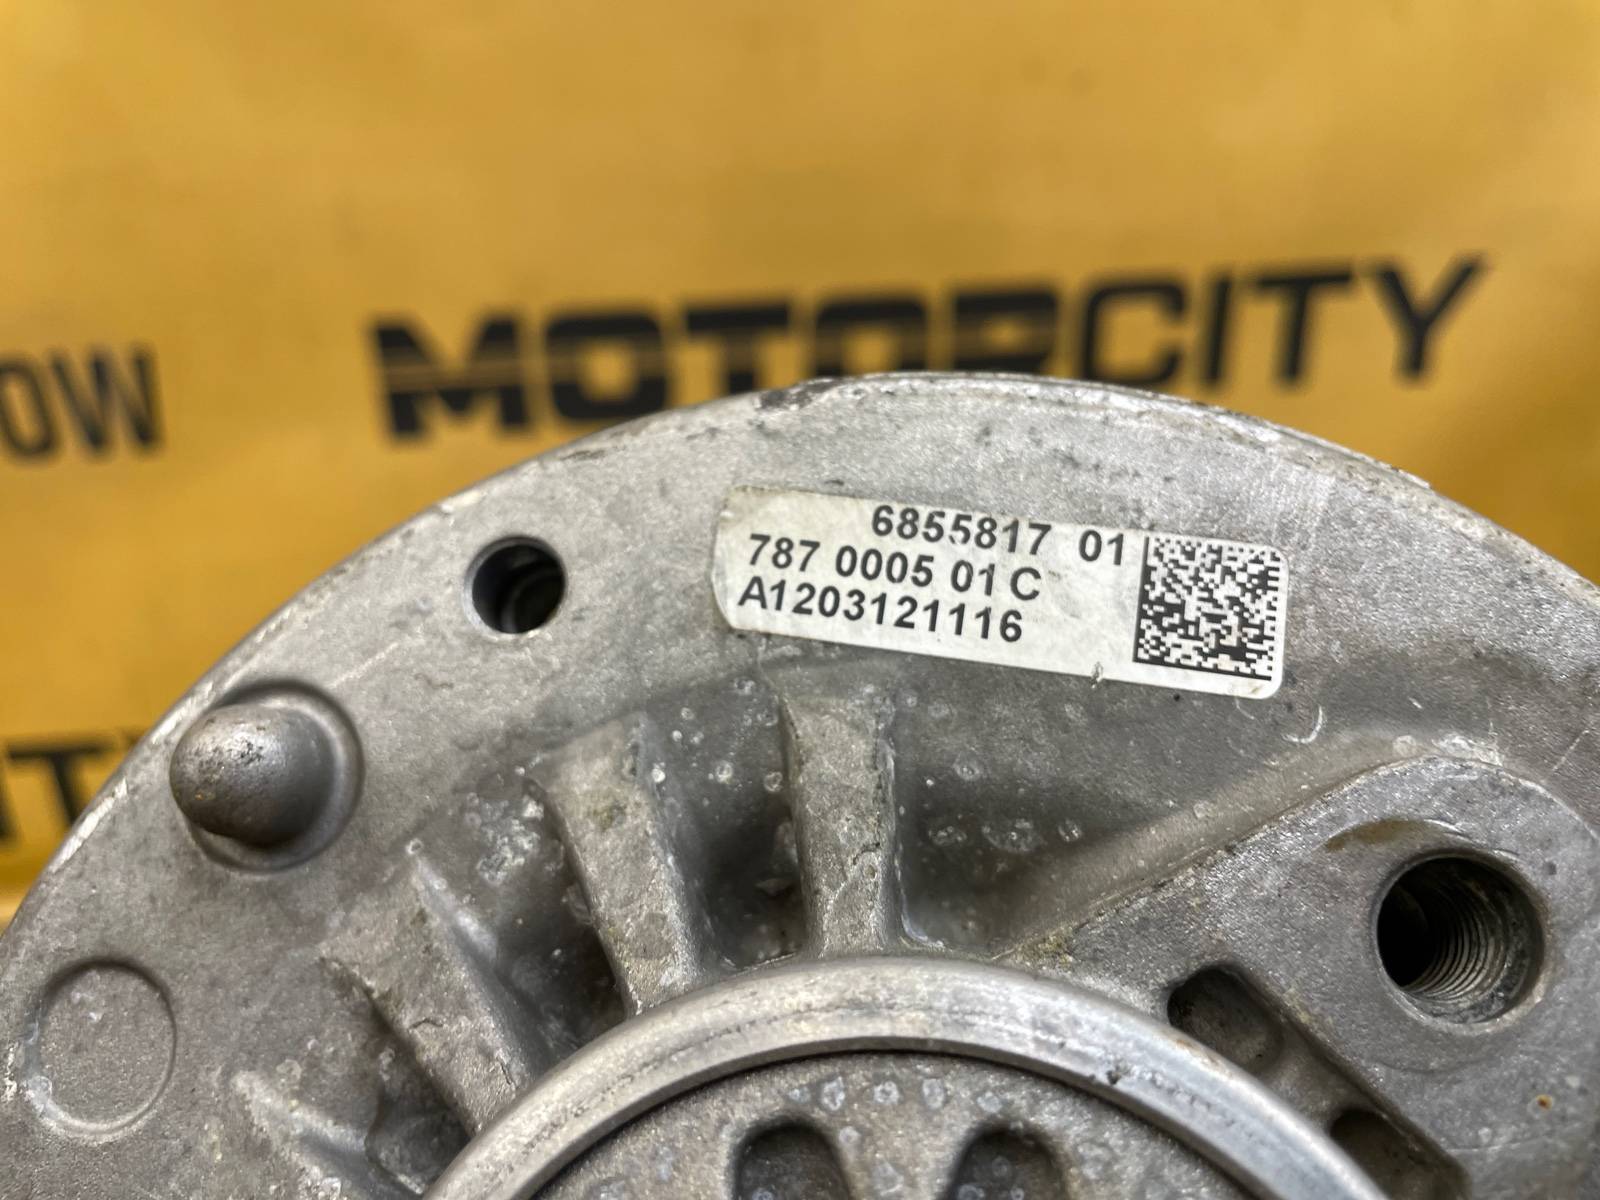 MOTORCITY
OW
6855817 01
787 0005 01 C
A1203121116